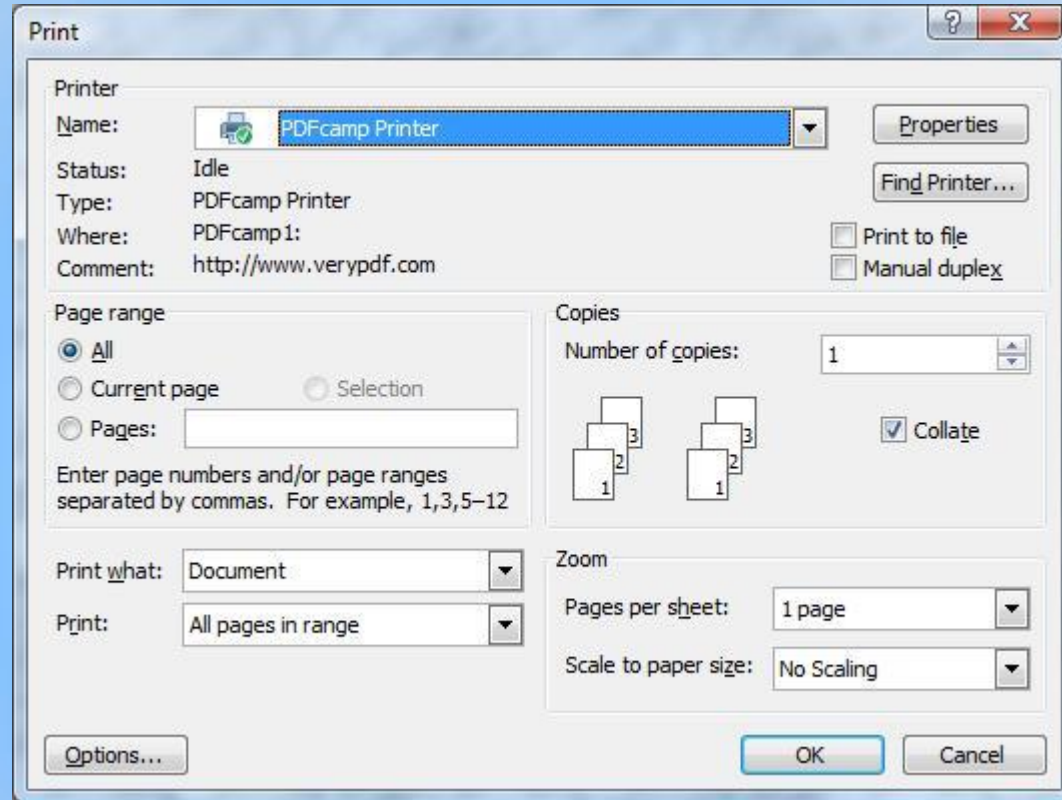 Print
?
X
Printer
Name: PDFcamp Printer Properties
Status: Idle
Find Printer...
Type: PDFcamp Printer
Where: PDFcamp1:
Print to file
Comment: http://www.verypdf.com
Manual duplex
Page range
All
Current page Selection
Pages:
Enter page numbers and/or page ranges
separated by commas. For example, 1,3,5–12
Copies
Number of copies: 1
3 3
2 2
1 1
Collate
Print what: Document
Print: All pages in range
Zoom
Pages per sheet: 1 page
Scale to paper size: No Scaling
Options... OK Cancel